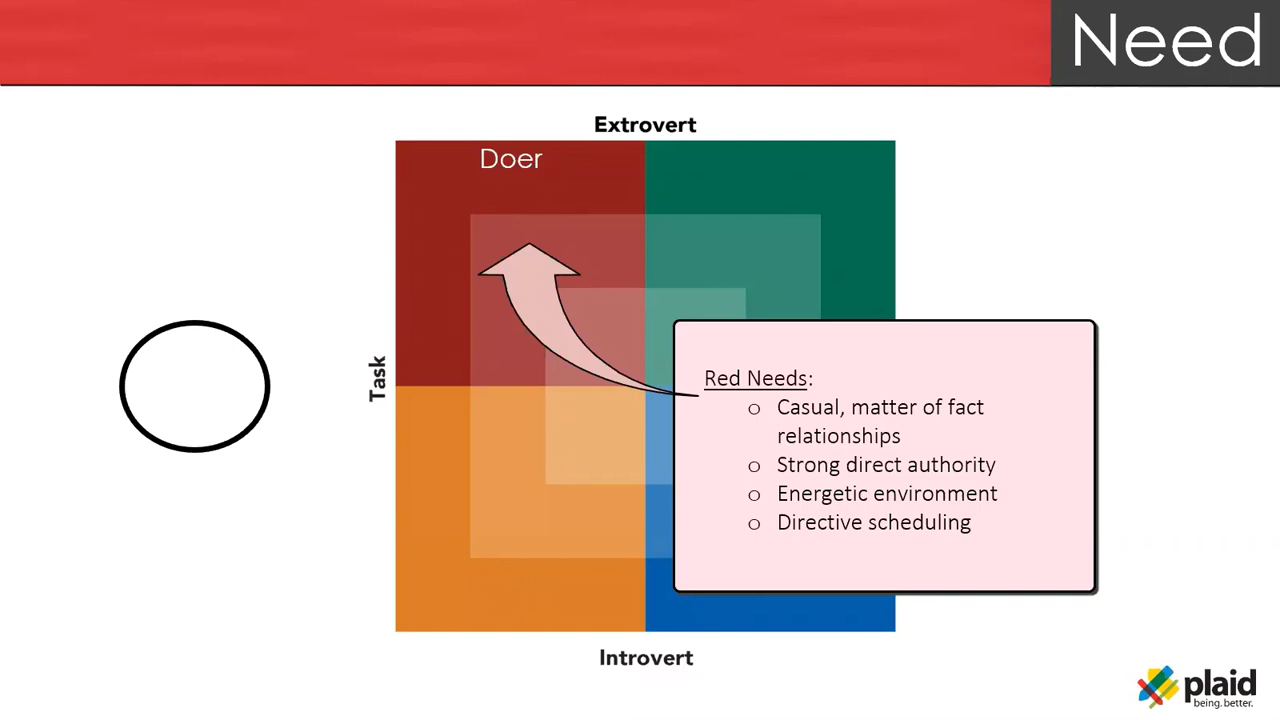 Need
Extrovert
Doer
Task
Red Needs:
o Casual, matter of fact
relationships
o Strong direct authority
o Energetic environment
o Directive scheduling
Introvert
plaid
being. better.